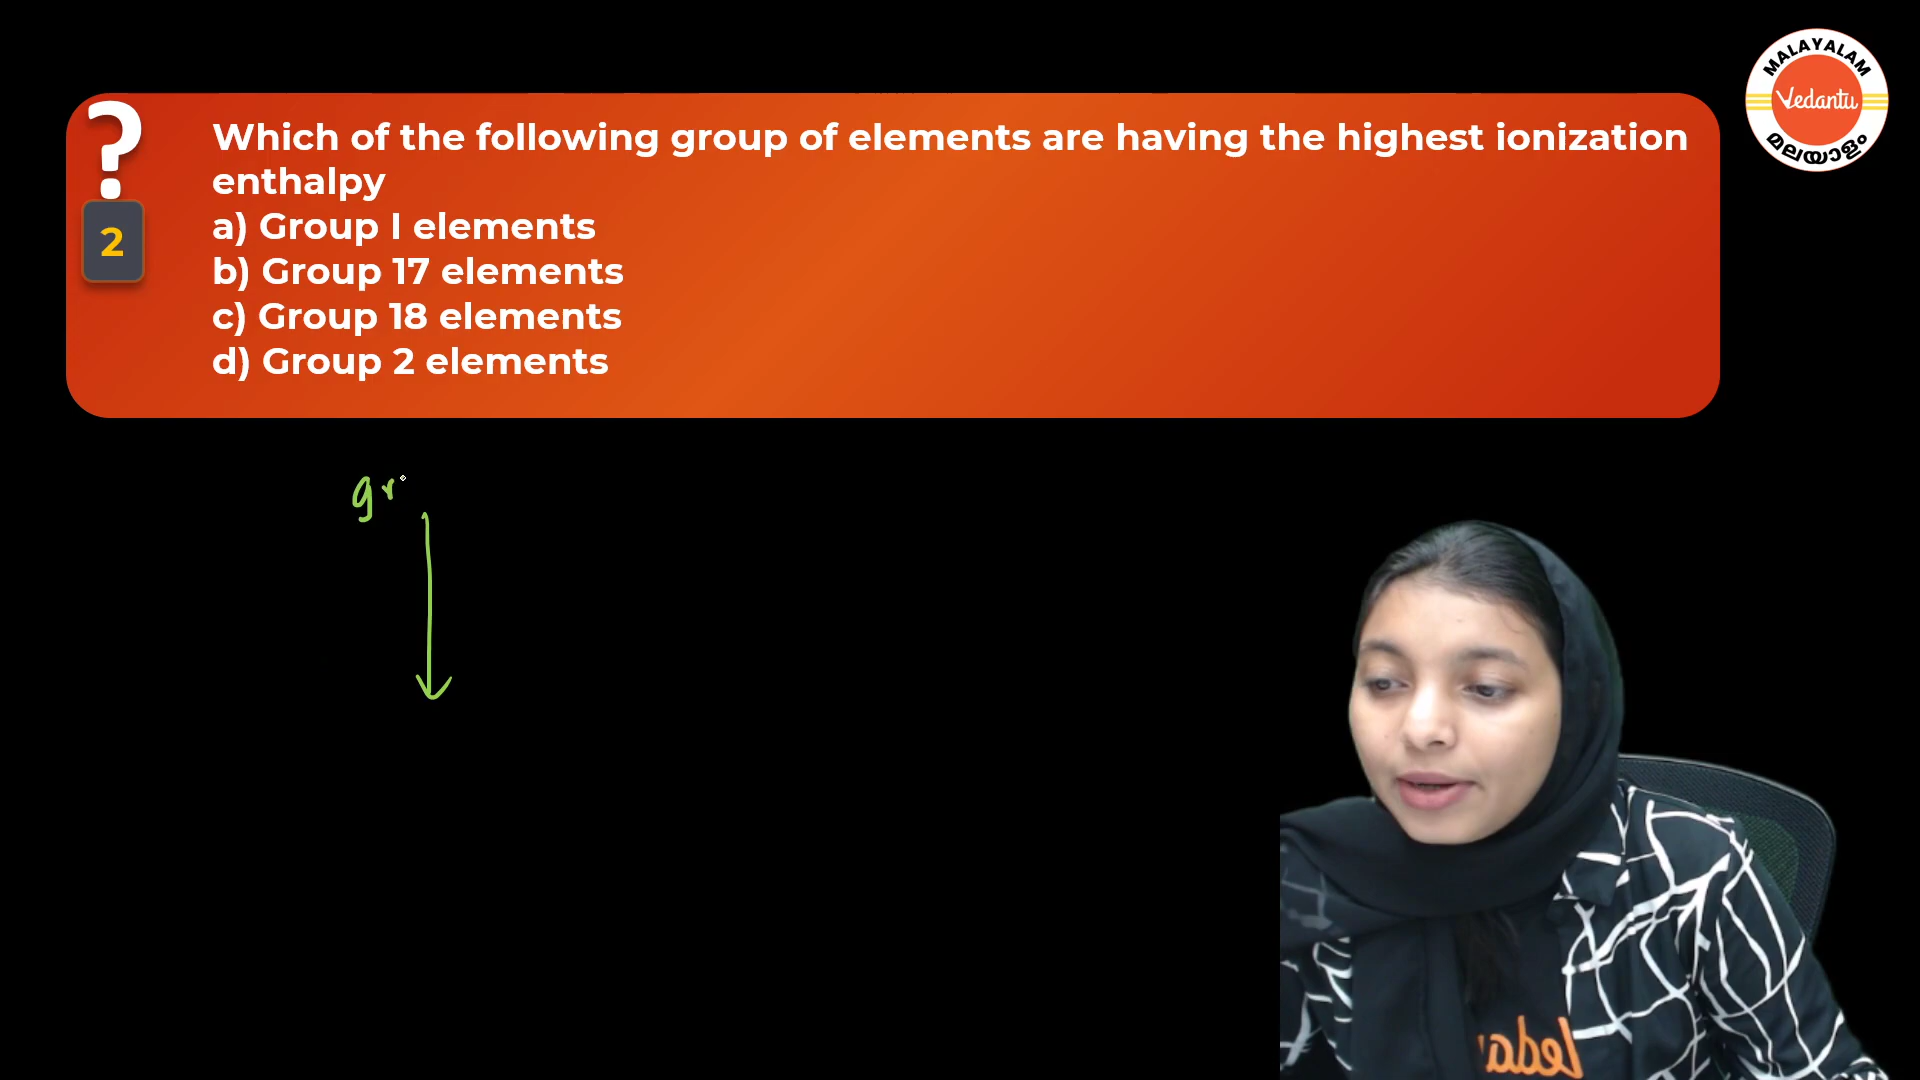 ?
2
Which of the following group of elements are having the highest ionization
enthalpy
a) Group I elements
b) Group 17 elements
c) Group 18 elements
d) Group 2 elements
MALAYALAM
Vedantu
മലയാളം
gr